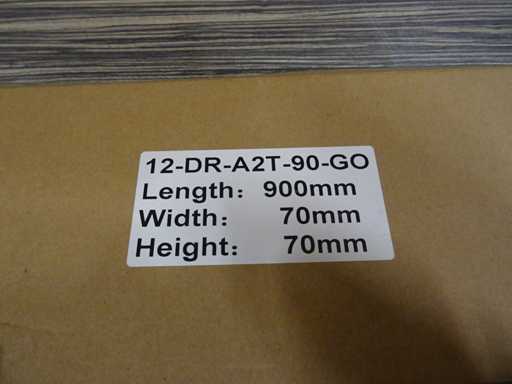 12-DR-A2T-90-GO
Length: 900mm
Width: 70mm
Height: 70mm